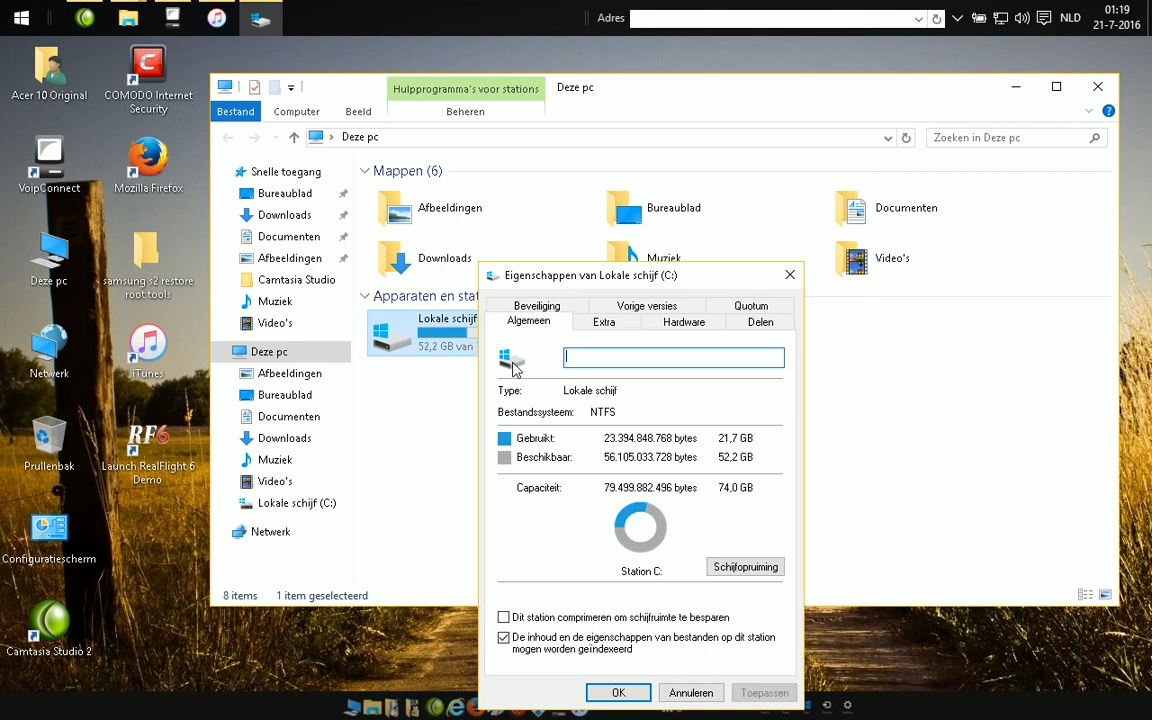 Adres
NLD
01:19
21-7-2016
Acer 10 Original
COMODO Internet
Security
VoipConnect
Mozilla Firefox
Deze pc
samsung s2 restore
root tools
Netwerk
iTunes
Prullenbak
RF6
Launch RealFlight 6
Demo
Configuratiescherm
Camtasia Studio 2
Hulpprogramma's voor stations
Deze pc
Bestand
Computer
Beeld
Beheren
Deze pc
Zoeken in Deze pc
Snelle toegang
Bureaublad
Downloads
Documenten
Afbeeldingen
Camtasia Studio
Muziek
Video's
Deze pc
Afbeeldingen
Bureaublad
Documenten
Downloads
Muziek
Video's
Lokale schijf (C:)
Netwerk
Mappen (6)
Afbeeldingen
Bureaublad
Documenten
Downloads
Muziek
Video's
Apparaten en stat
Lokale schijf
52,2 GB van
8 items
1 item geselecteerd
Eigenschappen van Lokale schijf (C:)
Beveiliging
Vorige versies
Quotum
Algemeen
Extra
Hardware
Delen
Type:
Lokale schijf
Bestandssysteem:
NTFS
Gebruikt:
23.394.848.768 bytes
21,7 GB
Beschikbaar:
56.105.033.728 bytes
52,2 GB
Capaciteit:
79.499.882.496 bytes
74,0 GB
Station C:
Schijfopruiming
Dit station comprimeren om schijfruimte te besparen
De inhoud en de eigenschappen van bestanden op dit station
mogen worden geïndexeerd
OK
Annuleren
Toepassen